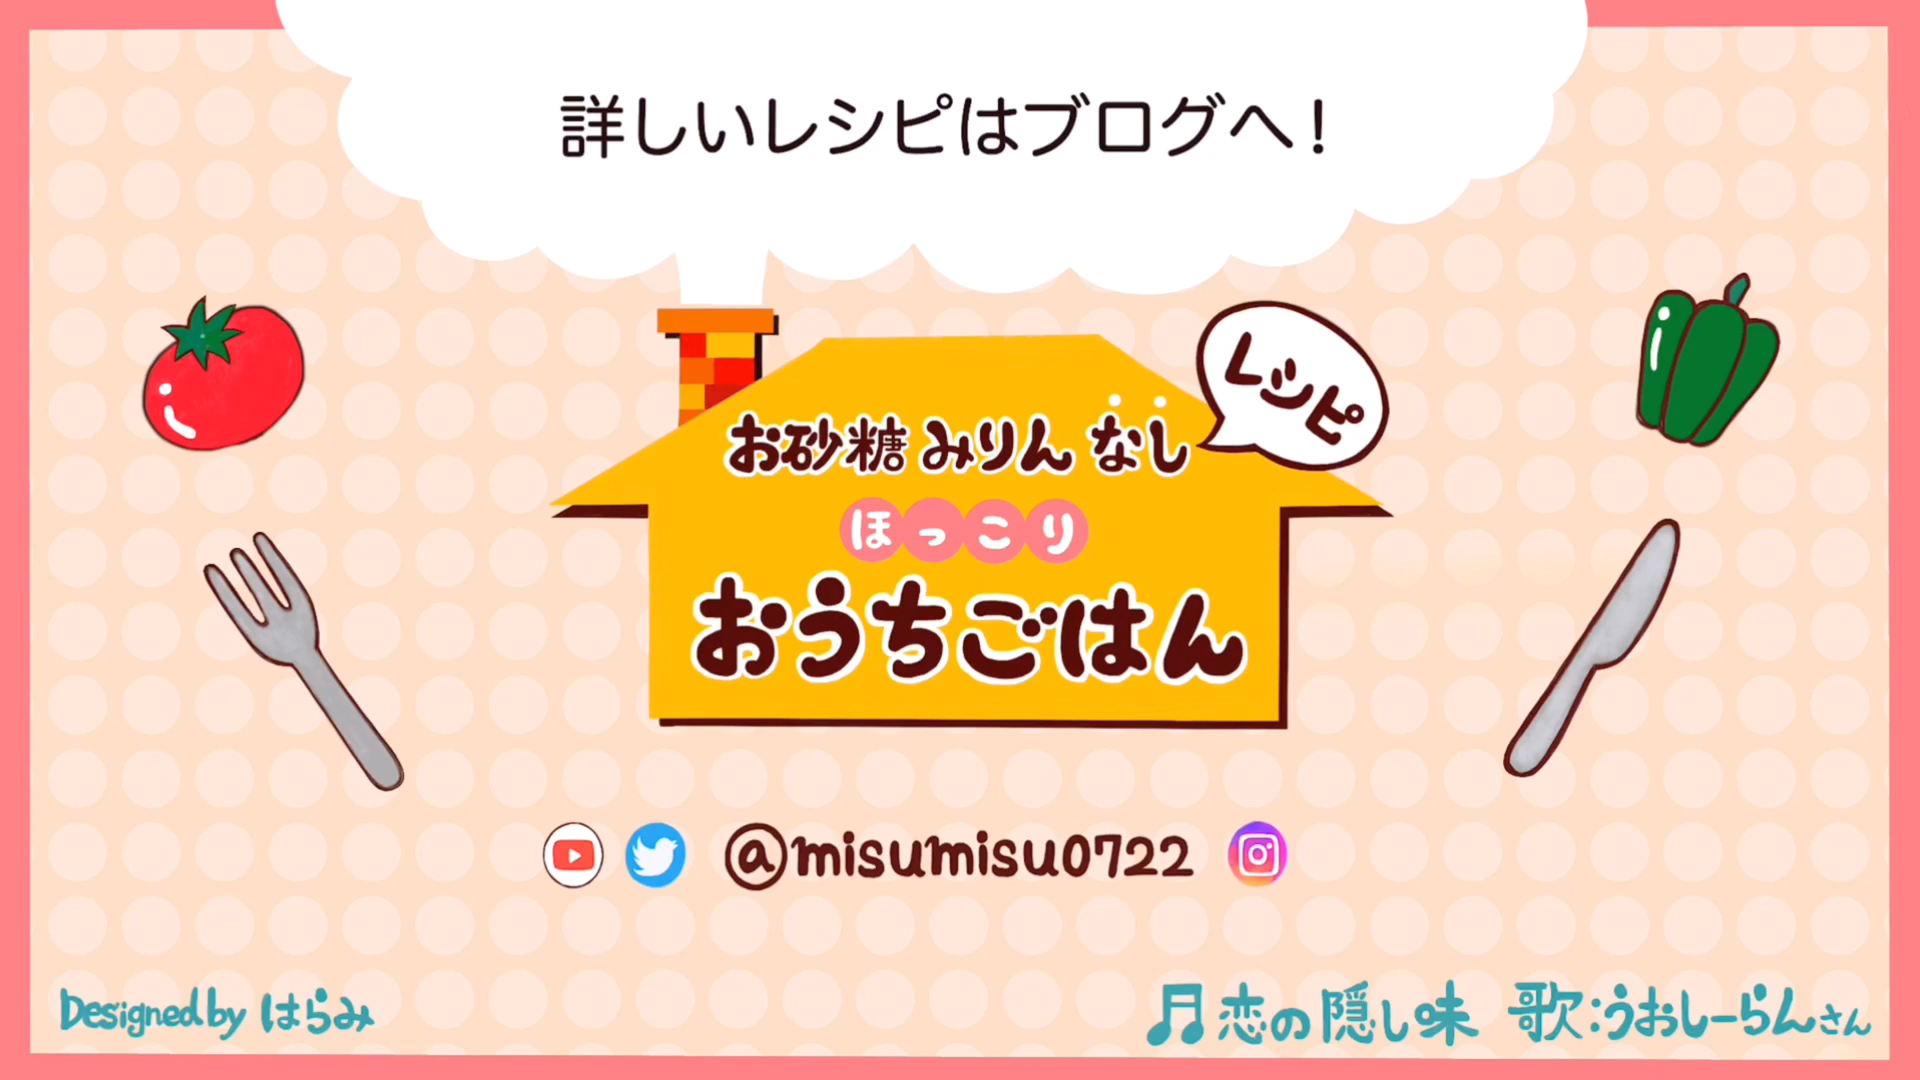 詳しいレシピはブログへ!
レシピ
お砂糖 みりん なし
ほっこり
おうちごはん
@misumisu0722
Designed by はらみ
♫ 恋の隠し味 歌:うおしーらんさん